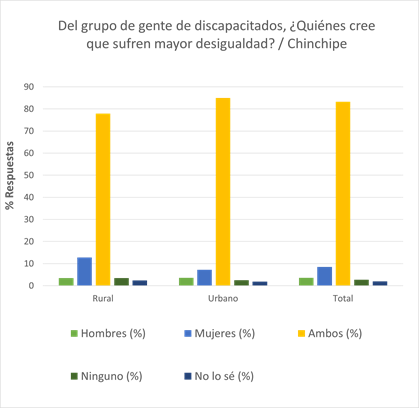 Del grupo de gente de discapacitados, ¿Quiénes cree
que sufren mayor desigualdad? / Chinchipe
% Respuestas
90
80
70
60
50
40
30
20
10
0
Rural
Urbano
Total
Hombres (%)
Mujeres (%)
Ambos (%)
Ninguno (%)
No lo sé (%)